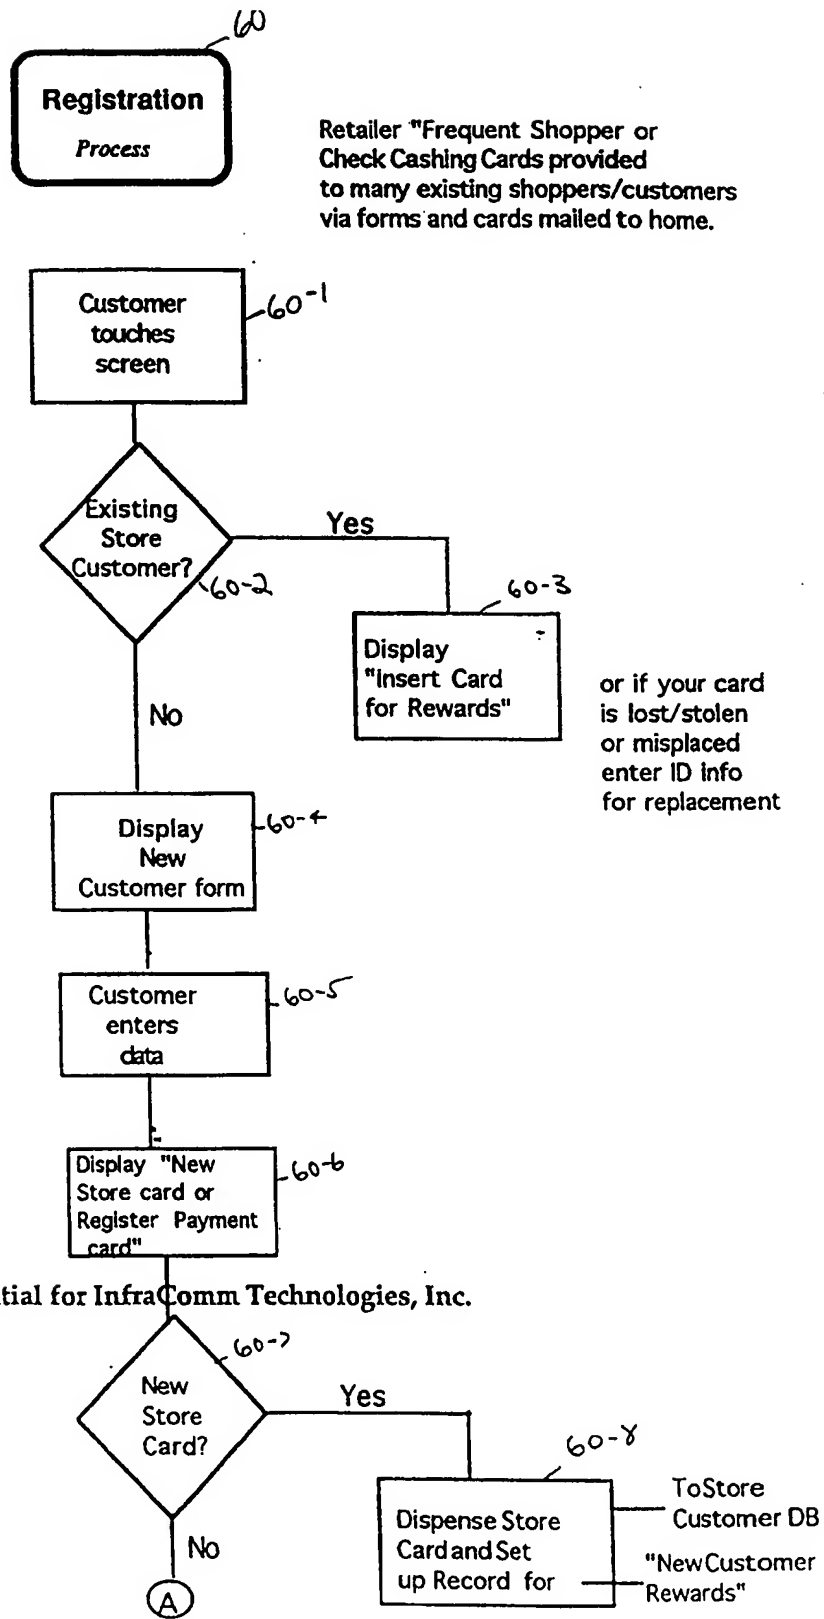 60
Registration
Process
Retailer "Frequent Shopper or
Check Cashing Cards provided
to many existing shoppers/customers
via forms and cards mailed to home.
Customer
touches
screen
60-1
Existing
Store
Customer?
60-2
Yes
No
60-3
Display
"Insert Card
for Rewards"
or if your card
is lost/stolen
or misplaced
enter ID info
for replacement
Display
New
Customer form
60-4
Customer
enters
data
60-5
Display "New
Store card or
Register Payment
card"
60-6
tial for InfraComm Technologies, Inc.
60-7
New
Store
Card?
Yes
No
A
60-8
Dispense Store
Card and Set
up Record for
To Store
Customer DB
"New Customer
Rewards"